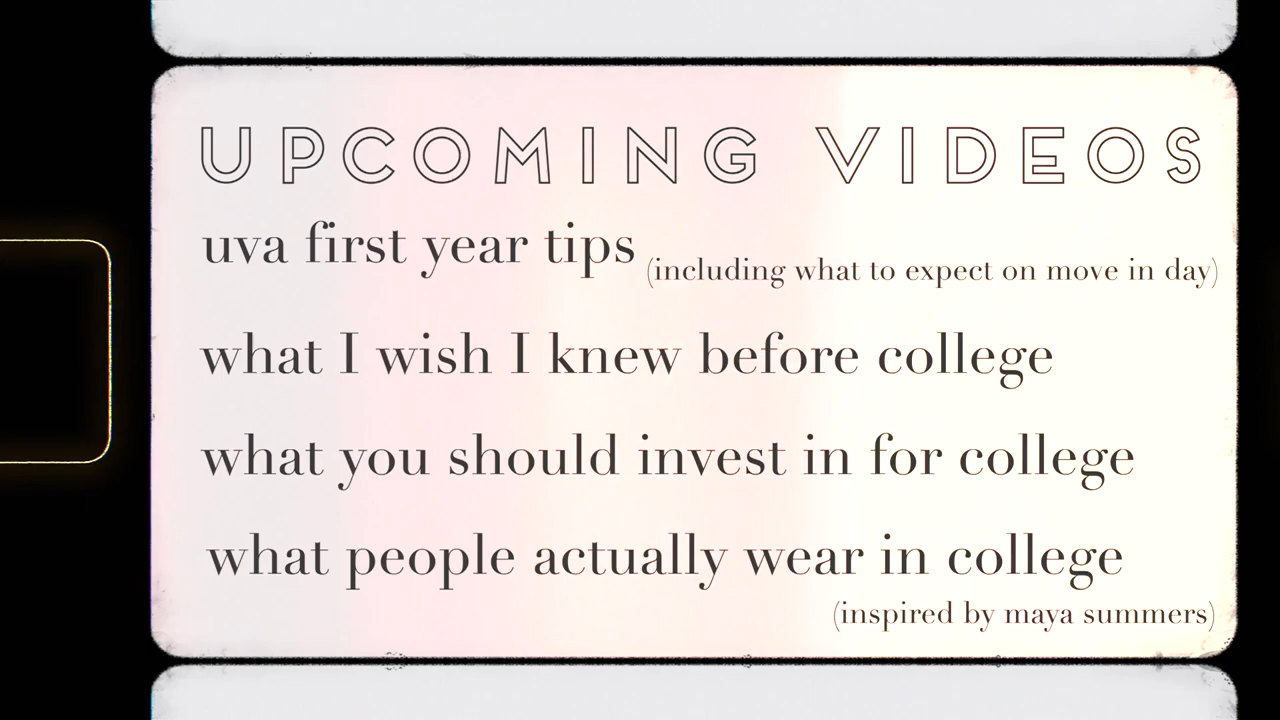 UPCOMING VIDEOS
uva first year tips (including what to expect on move in day)
what I wish I knew before college
what you should invest in for college
what people actually wear in college
(inspired by maya summers)